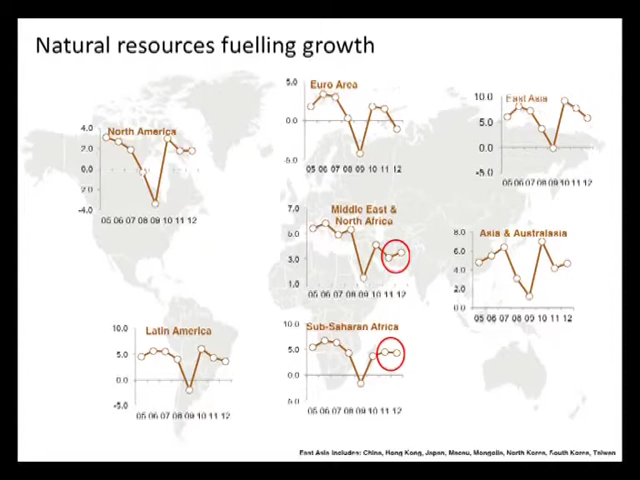 Natural resources fuelling growth
Euro Area
5.0
0.0
-5.0
05 06 07 08 09 10 11 12
East Asia
10.0
5.0
0.0
-5.0
05 06 07 08 09 10 11 12
North America
4.0
2.0
0.0
2.0
-4.0
05 06 07 08 09 10 11 12
Middle East &
North Africa
7.0
5.0
3.0
1.0
05 06 07 08 09 10 11 12
Asia & Australasia
8.0
6.0
4.0
2.0
0.0
05 06 07 08 09 10 11 12
Latin America
10.0
5.0
0.0
-5.0
05 06 07 08 09 10 11 12
Sub-Saharan Africa
10.0
5.0
0.0
5.0
05 06 07 08 09 10 11 12
East Asia includes: China, Hong Kong, Japan, Macau, Mongolia, North Korea, South Korea, Taiwan